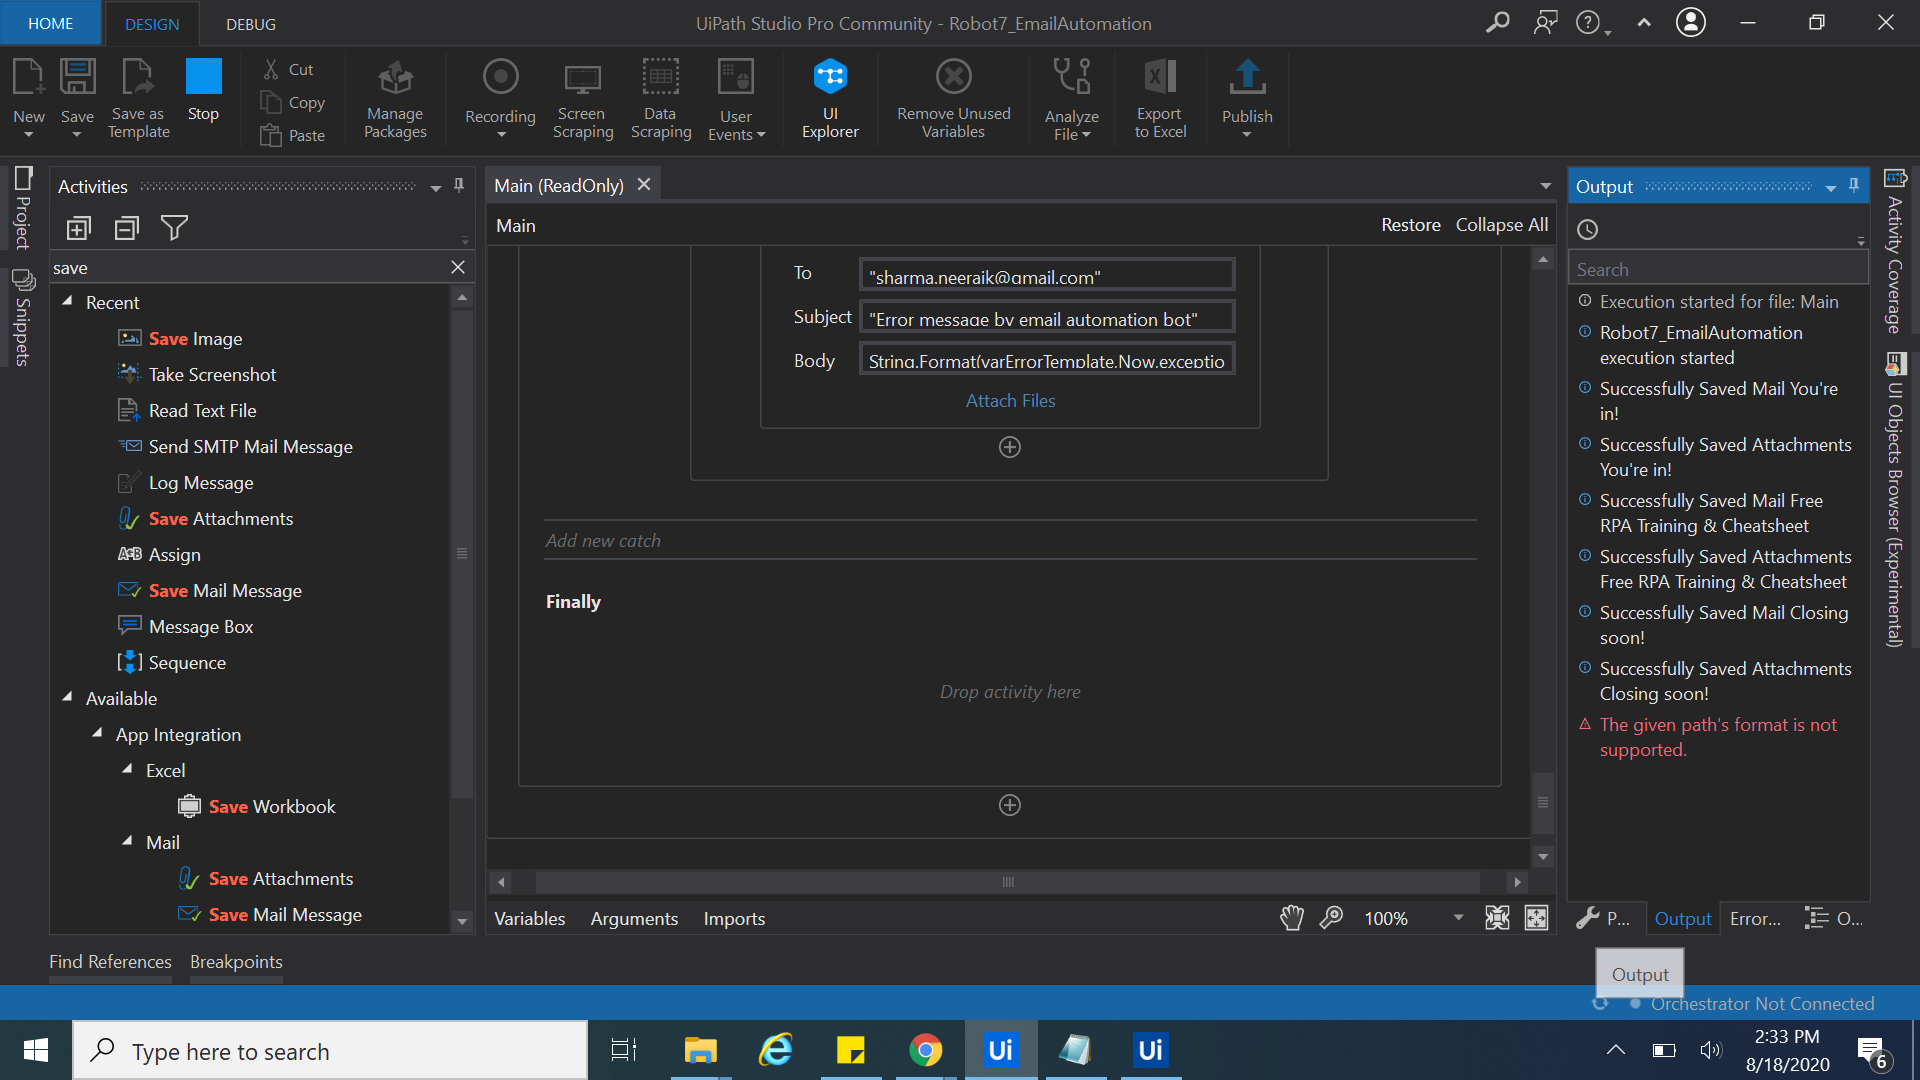 HOME
DESIGN
DEBUG
UiPath Studio Pro Community - Robot7_EmailAutomation
New
Save
Save as
Template
Stop
Cut
Copy
Paste
Manage
Packages
Recording
Screen
Scraping
Data
Scraping
User
Events
UI
Explorer
Remove Unused
Variables
Analyze
File
Export
to Excel
Publish
Project
Snippets
Activities
save
Recent
Save Image
Take Screenshot
Read Text File
Send SMTP Mail Message
Log Message
Save Attachments
A+B Assign
Save Mail Message
Message Box
Sequence
Available
App Integration
Excel
Save Workbook
Mail
Save Attachments
Save Mail Message
Main (ReadOnly)
Main
Restore
Collapse All
To
"sharma.neerajk@gmail.com"
Subject
"Error message by email automation bot"
Body
String.Format(varErrorTemplate,Now,exceptio
Attach Files
Add new catch
Finally
Drop activity here
Variables
Arguments
Imports
100%
Output
Search
Execution started for file: Main
Robot7_EmailAutomation
execution started
Successfully Saved Mail You're
in!
Successfully Saved Attachments
You're in!
Successfully Saved Mail Free
RPA Training & Cheatsheet
Successfully Saved Attachments
Free RPA Training & Cheatsheet
Successfully Saved Mail Closing
soon!
Successfully Saved Attachments
Closing soon!
The given path's format is not
supported.
P...
Output
Error...
O...
Activity Coverage
UI Objects Browser (Experimental)
Find References
Breakpoints
Output
Orchestrator Not Connected
Type here to search
Ui
Ui
2:33 PM
8/18/2020
6